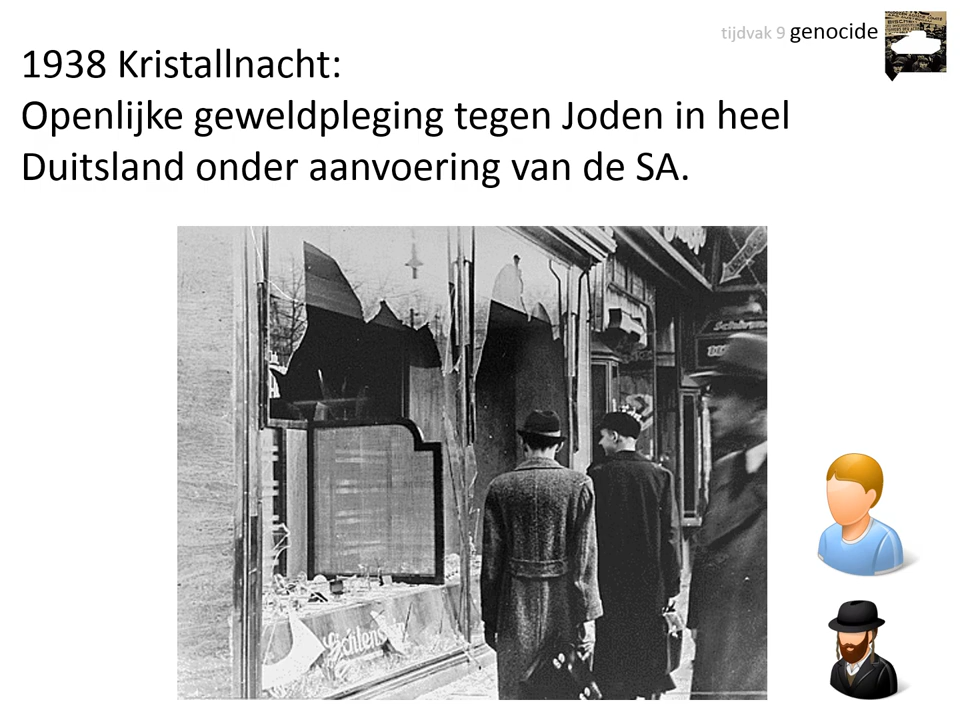 tijdvak 9 genocide
1938 Kristallnacht:
Openlijke geweldpleging tegen Joden in heel
Duitsland onder aanvoering van de SA.